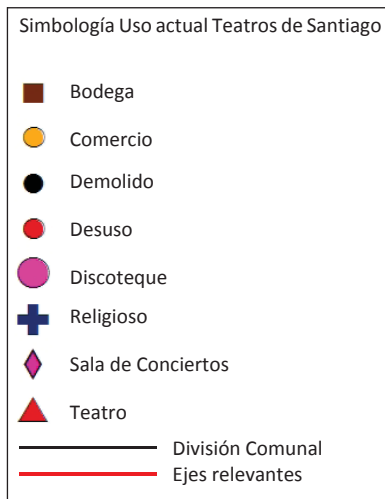 Simbología Uso actual Teatros de Santiago
Bodega
Comercio
Demolido
Desuso
Discoteque
Religioso
Sala de Conciertos
Teatro
División Comunal
Ejes relevantes